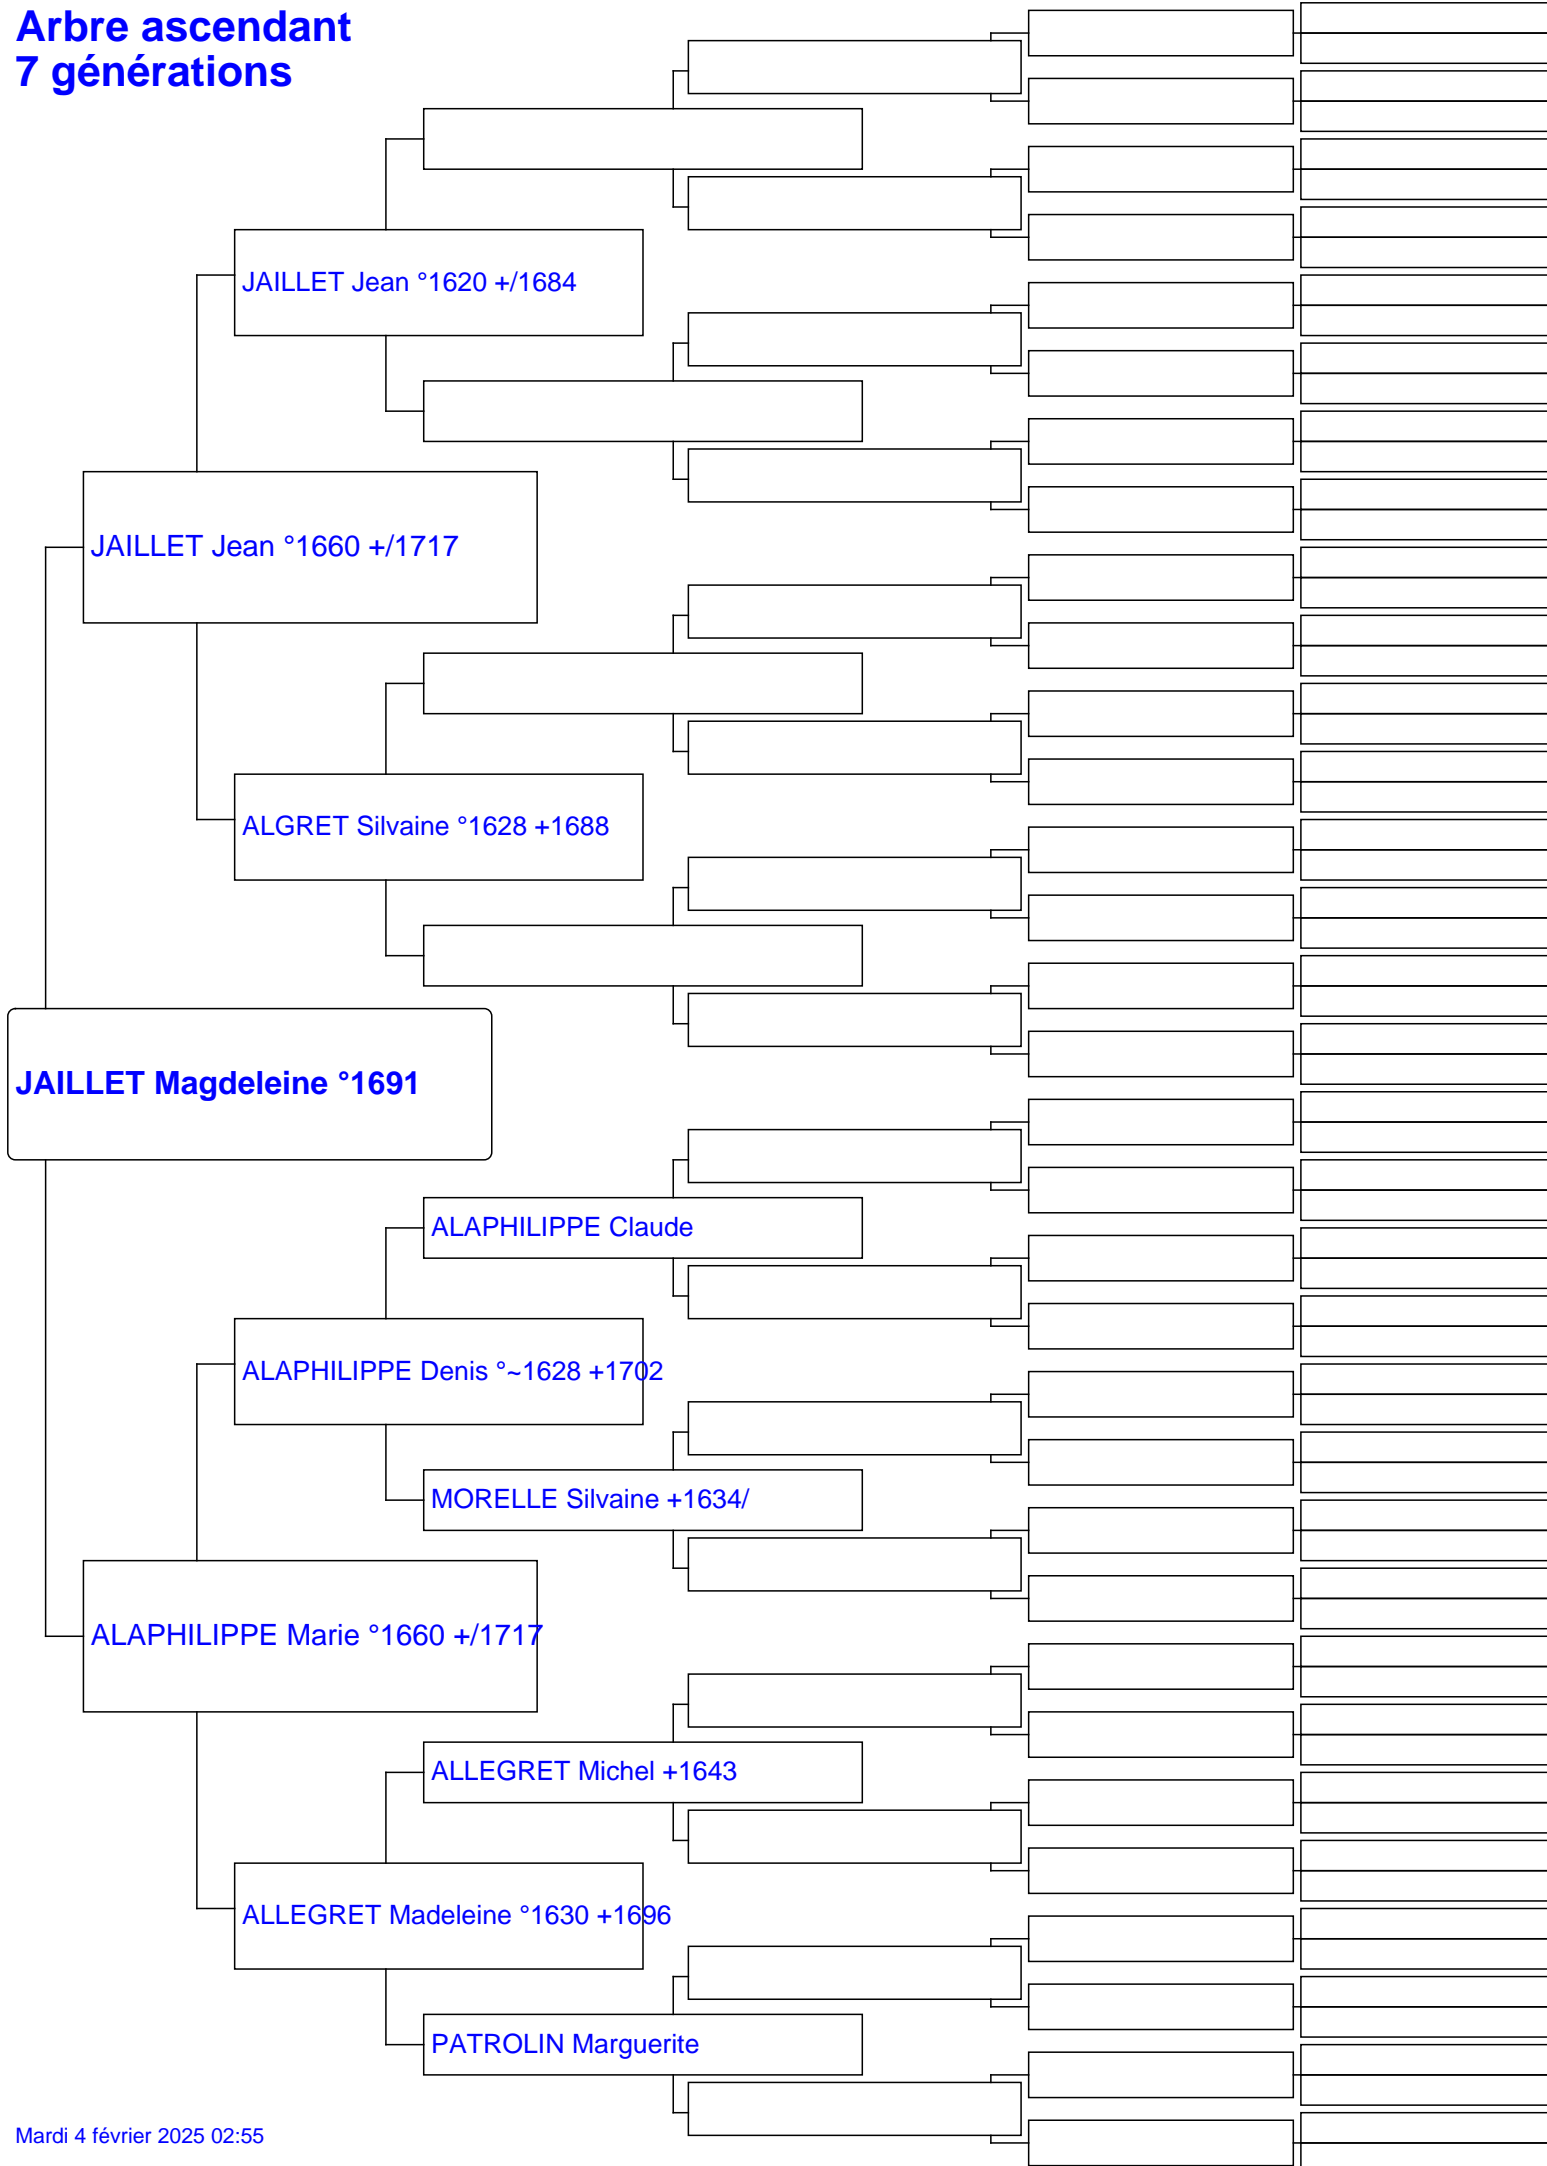 Arbre ascendant
7 générations
JAILLET Jean °1620 +/1684
JAILLET Jean °1660 +/1717
ALGRET Silvaine °1628 +1688
JAILLET Magdeleine °1691
ALAPHILIPPE Claude
ALAPHILIPPE Denis °~1628 +1702
MORELLE Silvaine +1634/
ALAPHILIPPE Marie °1660 +/1717
ALLEGRET Michel +1643
ALLEGRET Madeleine °1630 +1696
PATROLIN Marguerite
Mardi 4 février 2025 02:55